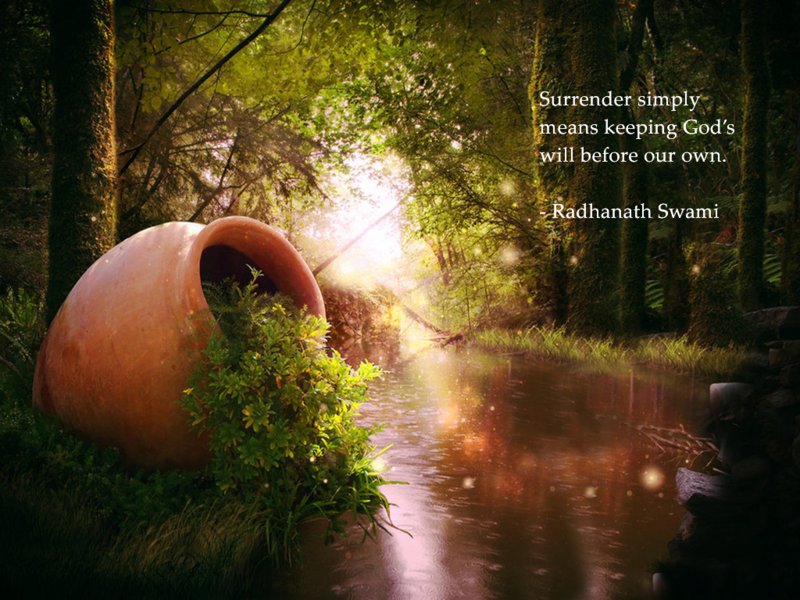 Surrender simply
means keeping God's
will before our own.
- Radhanath Swami